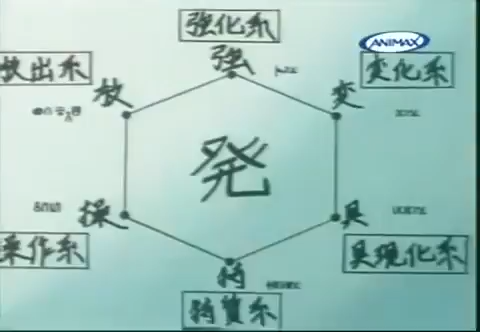 強化系
強
ANIMAX
放出系
放
変
変化系
発
操
具
操作系
具現化系
特
特質系